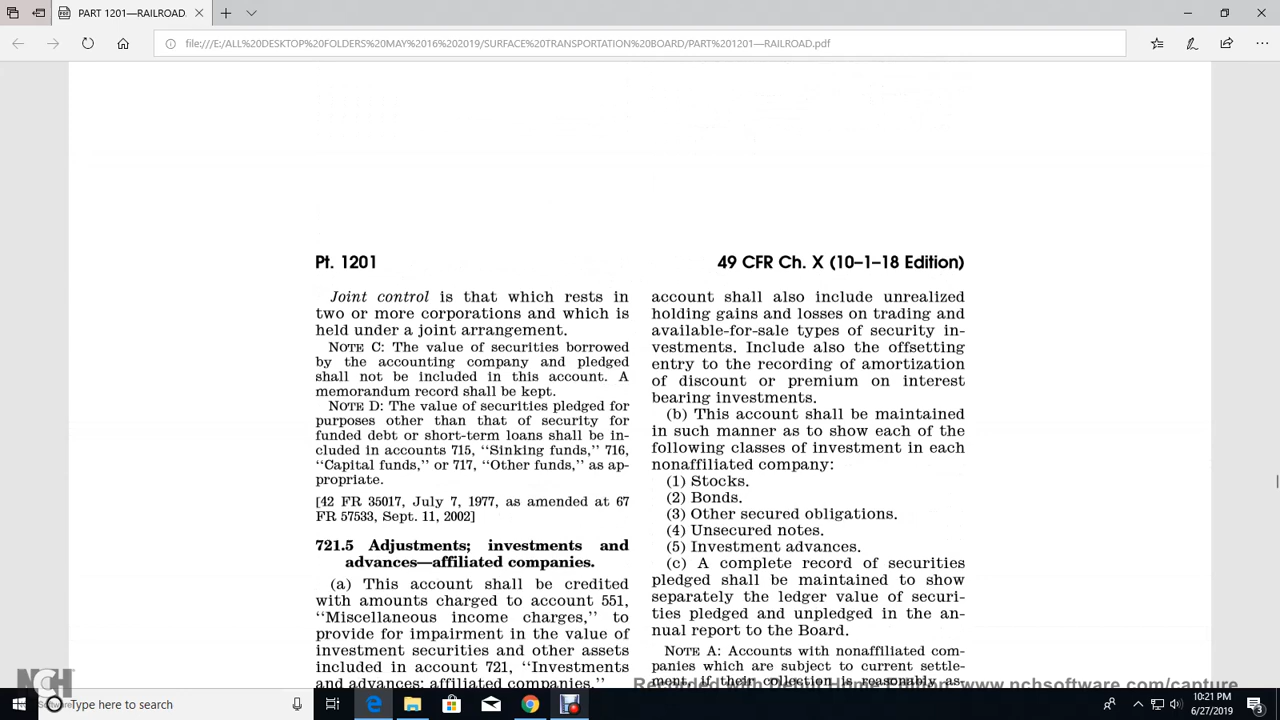 PART 1201—RAILROAD
file:///E:/ALL%20DESKTOP%20FOLDERS%20MAY%2016%202019/SURFACE%20TRANSPORTATION%20BOARD/PART%201201—RAILROAD.pdf
Pt. 1201
49 CFR Ch. X (10–1–18 Edition)
Joint control is that which rests in
two or more corporations and which is
held under a joint arrangement.
NOTE C: The value of securities borrowed
by the accounting company and pledged
shall not be included in this account. A
memorandum record shall be kept.
NOTE D: The value of securities pledged for
purposes other than that of security for
funded debt or short-term loans shall be in-
cluded in accounts 715, ‘‘Sinking funds,’’ 716,
‘‘Capital funds,’’ or 717, ‘‘Other funds,’’ as ap-
propriate.
[42 FR 35017, July 7, 1977, as amended at 67
FR 57533, Sept. 11, 2002]
721.5 Adjustments; investments and
advances—affiliated companies.
(a) This account shall be credited
with amounts charged to account 551,
‘‘Miscellaneous income charges,’’ to
provide for impairment in the value of
investment securities and other assets
included in account 721, ‘‘Investments
and advances; affiliated companies.’’
account shall also include unrealized
holding gains and losses on trading and
available-for-sale types of security in-
vestments. Include also the offsetting
entry to the recording of amortization
of discount or premium on interest
bearing investments.
(b) This account shall be maintained
in such manner as to show each of the
following classes of investment in each
nonaffiliated company:
(1) Stocks.
(2) Bonds.
(3) Other secured obligations.
(4) Unsecured notes.
(5) Investment advances.
(c) A complete record of securities
pledged shall be maintained to show
separately the ledger value of securi-
ties pledged and unpledged in the an-
nual report to the Board.
NOTE A: Accounts with nonaffiliated com-
panies which are subject to current settle-
ment, if their collection is reasonably as-
NCH
Recorded with Debut Home Edition www.nchsoftware.com/capture
Type here to search
10:21 PM
6/27/2019
3